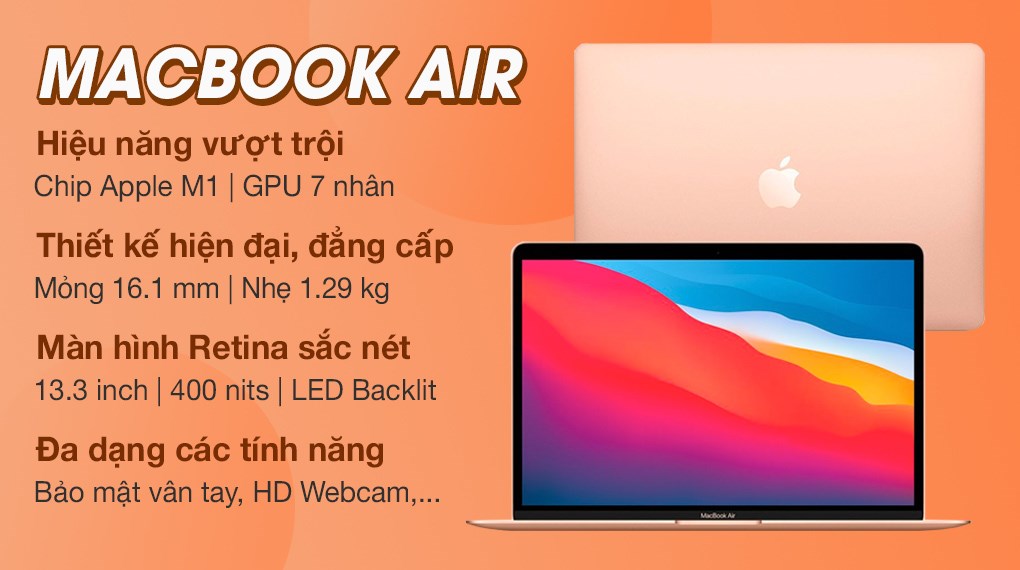 MACBOOK AIR
Hiệu năng vượt trội
Chip Apple M1 | GPU 7 nhân
Thiết kế hiện đại, đẳng cấp
Mỏng 16.1 mm | Nhẹ 1.29 kg
Màn hình Retina sắc nét
13.3 inch | 400 nits | LED Backlit
Đa dạng các tính năng
Bảo mật vân tay, HD Webcam,...
MacBook Air